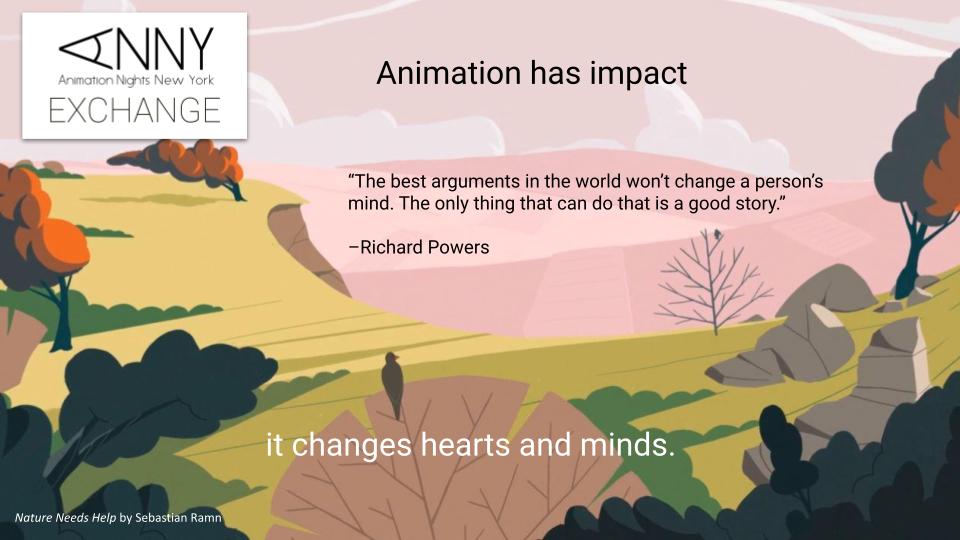 ANNY
Animation Nights New York
EXCHANGE
Animation has impact
“The best arguments in the world won’t change a person’s
mind. The only thing that can do that is a good story.”
–Richard Powers
it changes hearts and minds.
Nature Needs Help by Sebastian Ramn